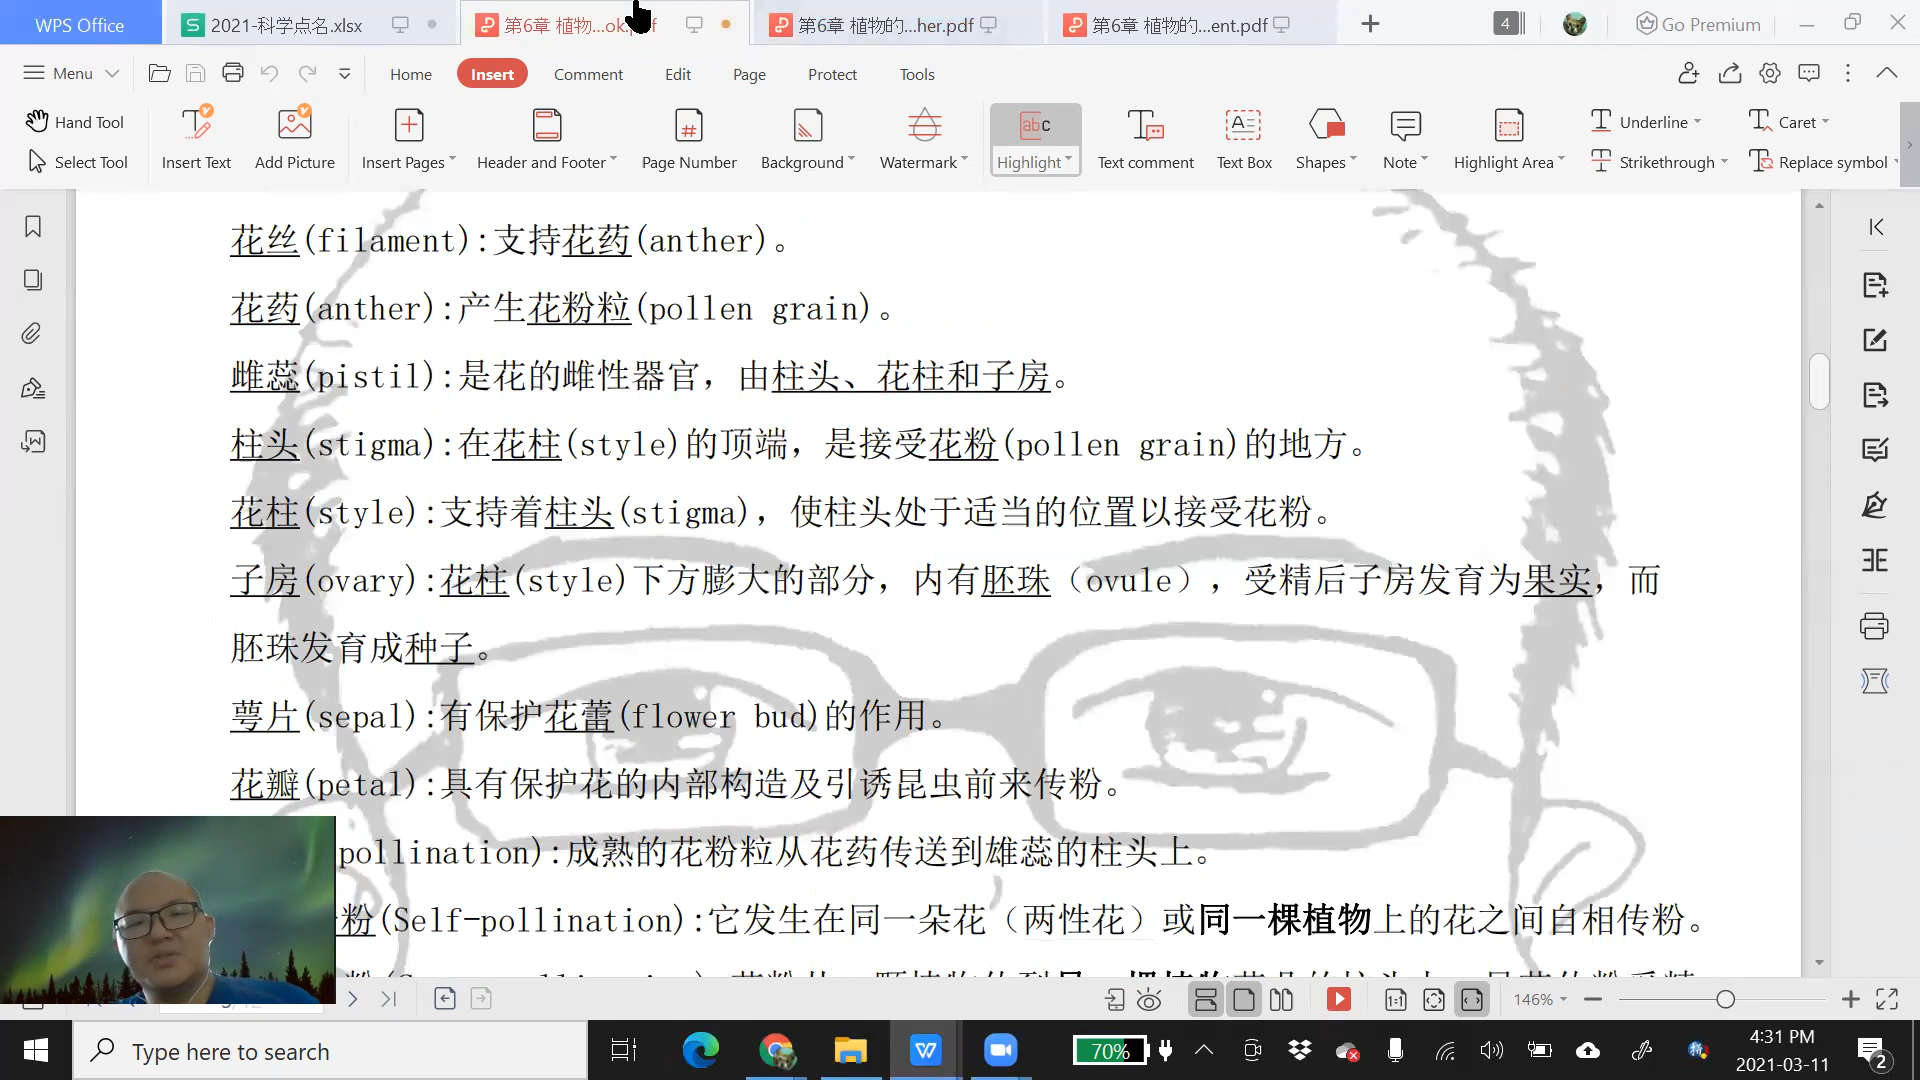 WPS Office
2021-科学点名.xlsx
第6章 植物...ok.pdf
第6章 植物的...her.pdf
第6章 植物的...ent.pdf
4
Go Premium
Menu
Home
Insert
Comment
Edit
Page
Protect
Tools
Hand Tool
Select Tool
Insert Text
Add Picture
Insert Pages
Header and Footer
Page Number
Background
Watermark
Highlight
Text comment
Text Box
Shapes
Note
Highlight Area
Underline
Strikethrough
Caret
Replace symbol
花丝(filament):支持花药(anther)。
花药(anther):产生花粉粒(pollen grain)。
雌蕊(pistil):是花的雌性器官，由柱头、花柱和子房。
柱头(stigma):在花柱(style)的顶端，是接受花粉(pollen grain)的地方。
花柱(style):支持着柱头(stigma)，使柱头处于适当的位置以接受花粉。
子房(ovary):花柱(style)下方膨大的部分，内有胚珠（ovule），受精后子房发育为果实，而
胚珠发育成种子。
萼片(sepal):有保护花蕾(flower bud)的作用。
花瓣(petal):具有保护花的内部构造及引诱昆虫前来传粉。
pollination):成熟的花粉粒从花药传送到雄蕊的柱头上。
粉(Self-pollination):它发生在同一朵花（两性花）或同一棵植物上的花之间自相传粉。
146%
Type here to search
70%
4:31 PM
2021-03-11
2